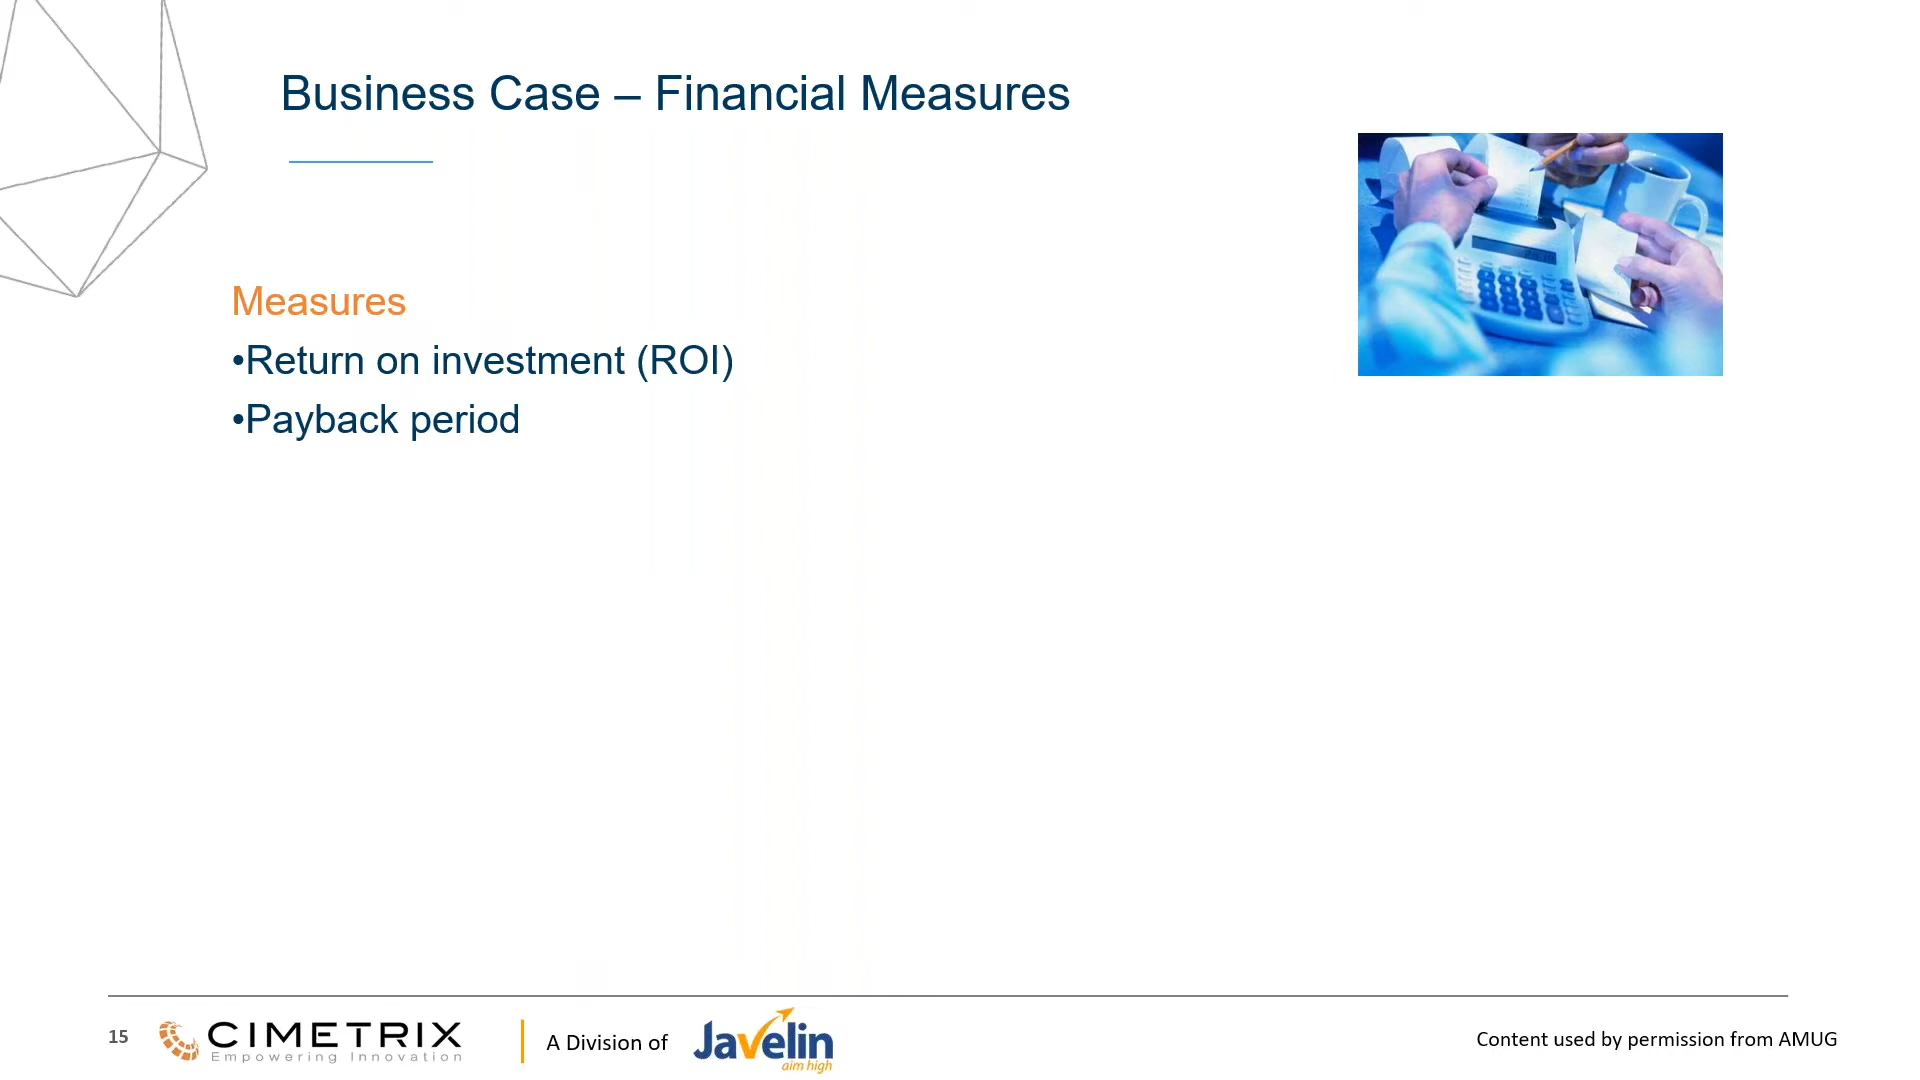 Business Case – Financial Measures
Measures
•Return on investment (ROI)
•Payback period
15
CIMETRIX
Empowering Innovation
A Division of
Javelin
aim high
Content used by permission from AMUG